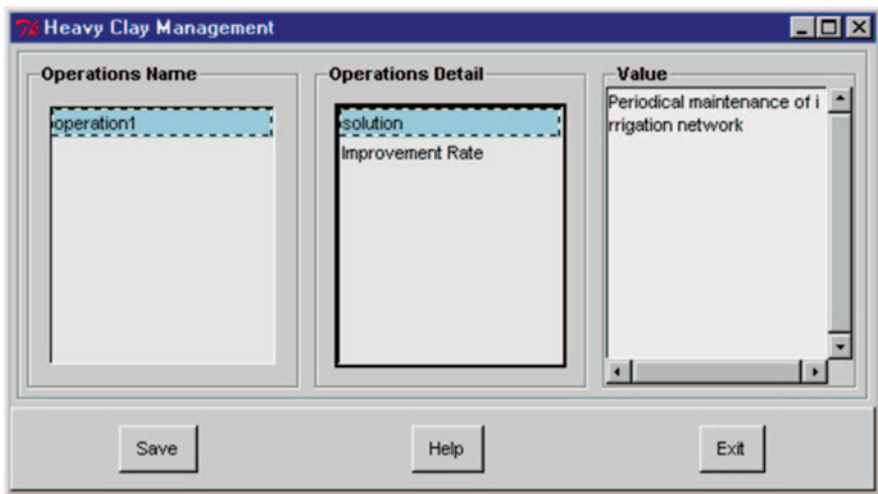 Heavy Clay Management
Operations Name
operation1
Operations Detail
solution
Improvement Rate
Value
Periodical maintenance of i
rrigation network
Save
Help
Exit